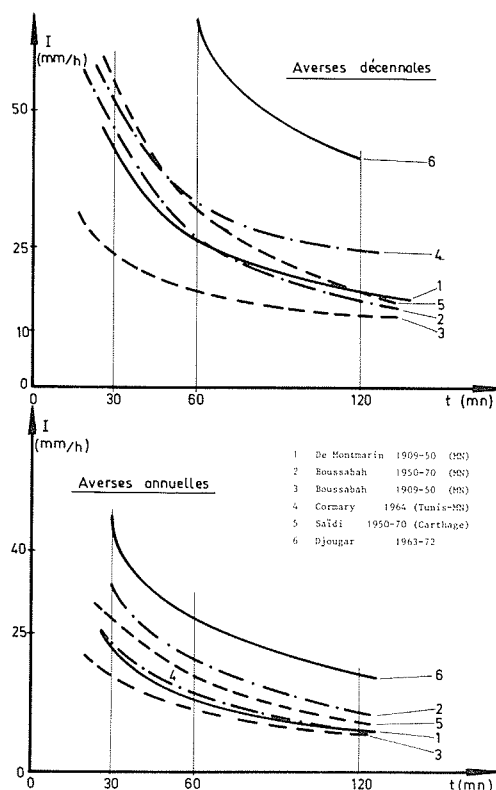 I
(mm/h)
Averses décennales
50
25
10
0
30
60
120
t (mn)
6
4
1
5
2
3
I
(mm/h)
Averses annuelles
1 De Montmarin 1909-50 (MN)
2 Boussabah 1950-70 (MN)
3 Boussabah 1909-50 (MN)
4 Cormary 1964 (Tunis-MN)
5 Saïdi 1950-70 (Carthage)
6 Djougar 1963-72
40
25
0
4
6
2
5
1
3
30
60
120
t(mn)